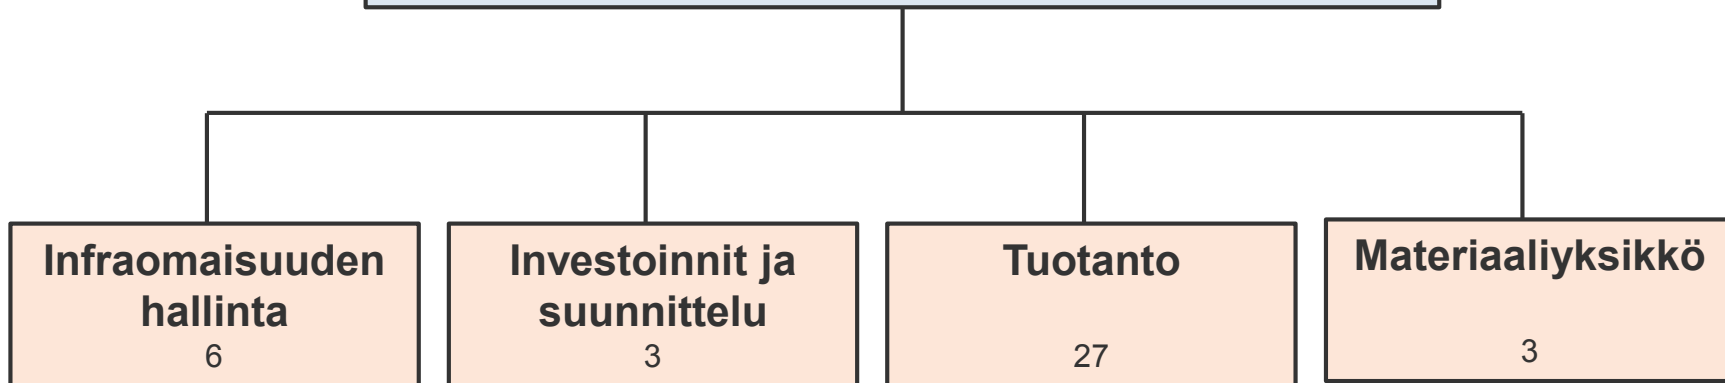 Infraomaisuuden
hallinta
6
Investoinnit ja
suunnittelu
3
Tuotanto
27
Materiaaliyksikkö
3